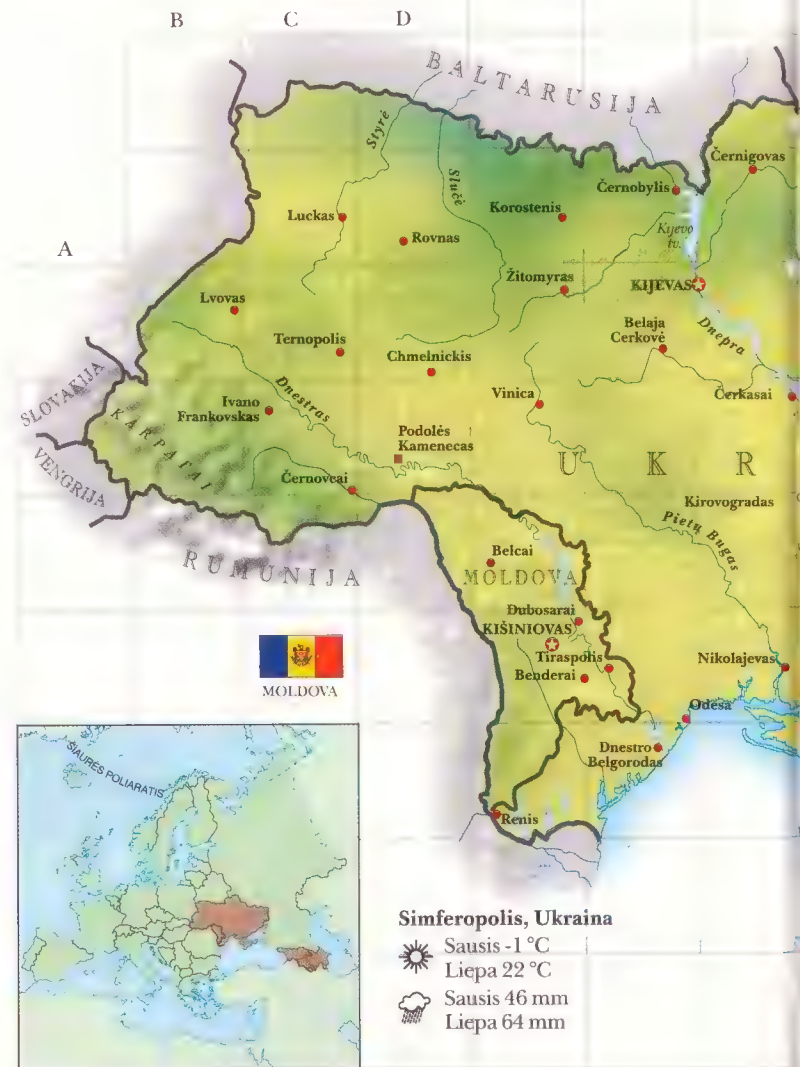 B C D
BALTARUSIJA
Styrė
Slučė
Černigovas
Černobylis
Luckas
Korostenis
Rovnas
Kijevo
tv.
A
Žitomyras
KIJEVAS
Lvovas
Belaja
Cerkovė
Dnepra
Ternopolis
Chmelnickis
SLOVAKIJA
Ivano
Frankovskas
Dnestras
Vinica
Čerkasai
KARPATAI
Podolės
Kamenecas
VENGRIJA
Černovcai
U K R
Kirovogradas
Pietų Bugas
RUMUNIJA
Belcai
MOLDOVA
Dubosarai
KIŠINIOVAS
Tiraspolis
Benderai
Nikolajevas
MOLDOVA
Odesa
Dnestro
Belgorodas
ŠIAURĖS POLIARATIS
Renis
Simferopolis, Ukraina
Sausis -1 °C
Liepa 22 °C
Sausis 46 mm
Liepa 64 mm